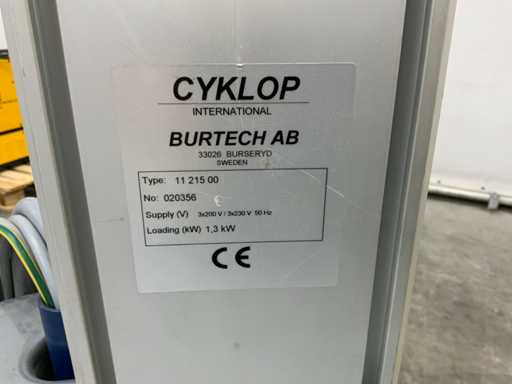 CYKLOP
INTERNATIONAL
BURTECH AB
33026 BURSERYD
SWEDEN
Type: 11 215 00
No: 020356
Supply (V) 3x200 V / 3x230 V 50 Hz
Loading (kW) 1,3 kW
CE